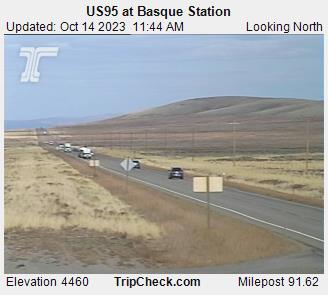 US95 at Basque Station
Updated: Oct 14 2023 11:44 AM Looking North
Elevation 4460 TripCheck.com Milepost 91.62